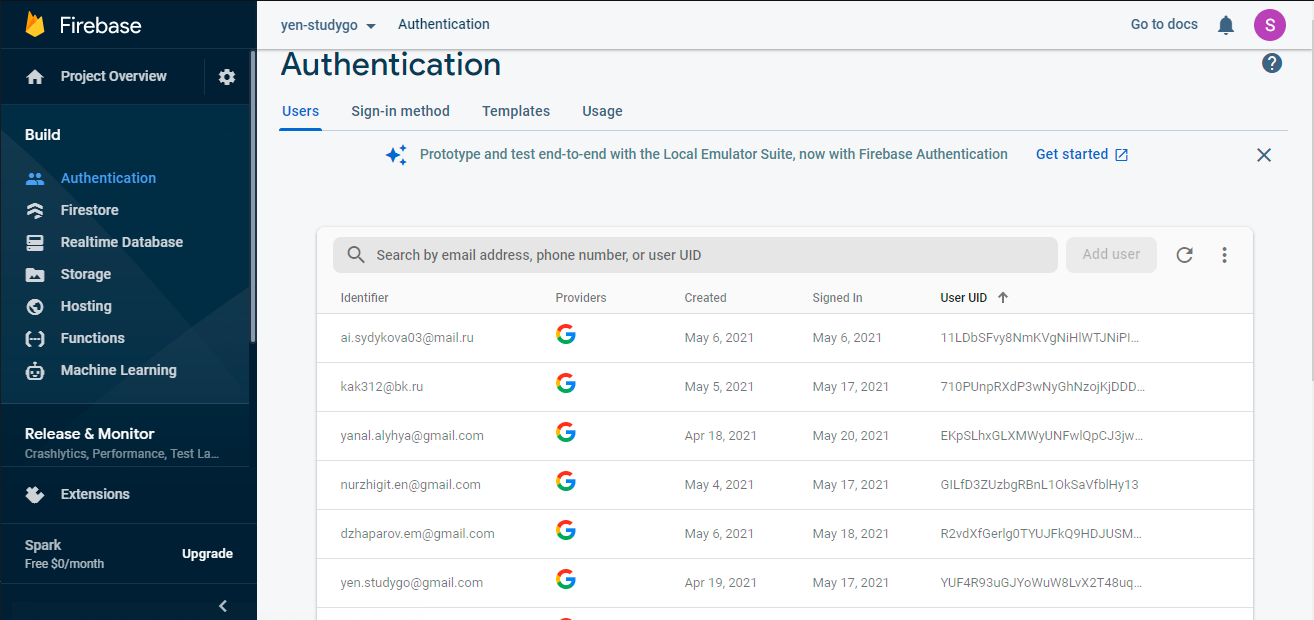 Firebase
Project Overview
Build
Authentication
Firestore
Realtime Database
Storage
Hosting
Functions
Machine Learning
Release & Monitor
Crashlytics, Performance, Test La...
Extensions
Spark
Free $0/month
Upgrade
yen-studygo
Authentication
Go to docs
S
Authentication
?
Users Sign-in method Templates Usage
Prototype and test end-to-end with the Local Emulator Suite, now with Firebase Authentication Get started
Search by email address, phone number, or user UID
Add user
Identifier Providers Created Signed In User UID
ai.sydykova03@mail.ru May 6, 2021 May 6, 2021 11LDbSFvy8NmKVgNiHlWTJNiPI...
kak312@bk.ru May 5, 2021 May 17, 2021 710PUnpRXdP3wNyGhNzojKjDDD...
yanal.alyhya@gmail.com Apr 18, 2021 May 20, 2021 EKpSLhxGLXMWyUNFwlQpCJ3jw...
nurzhigit.en@gmail.com May 4, 2021 May 17, 2021 GILfD3ZUzbgRBnL1OkSaVfblHy13
dzhaparov.em@gmail.com May 6, 2021 May 18, 2021 R2vdXfGerlg0TYUJFkQ9HDJUSM...
yen.studygo@gmail.com Apr 19, 2021 May 17, 2021 YUF4R93uGJYoWuW8LvX2T48uq...